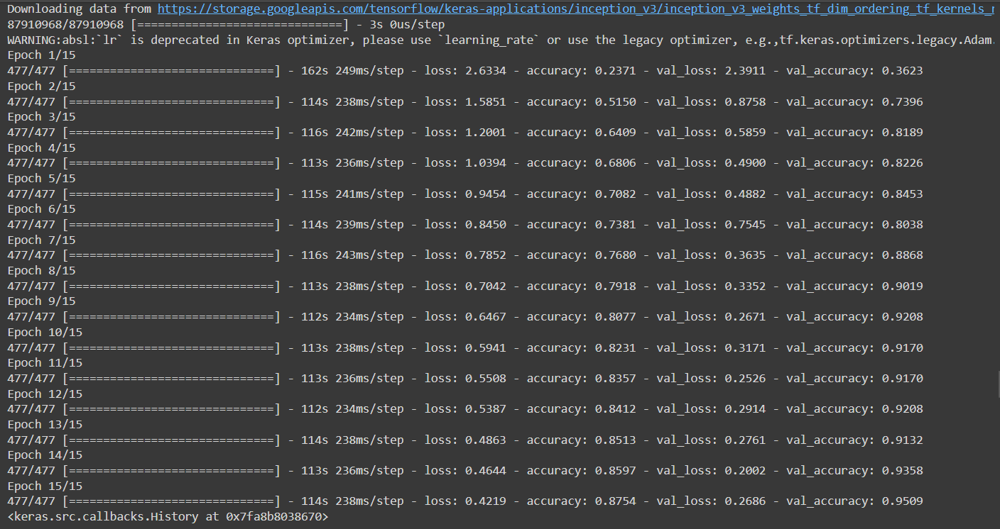 Downloading data from https://storage.googleapis.com/tensorflow/keras-applications/inception_v3/inception_v3_weights_tf_dim_ordering_tf_kernels_
87910968/87910968 [==============================] - 3s 0us/step
WARNING:absl:`lr` is deprecated in Keras optimizer, please use `learning_rate` or use the legacy optimizer, e.g.,tf.keras.optimizers.legacy.Adam.
Epoch 1/15
477/477 [==============================] - 162s 249ms/step - loss: 2.6334 - accuracy: 0.2371 - val_loss: 2.3911 - val_accuracy: 0.3623
Epoch 2/15
477/477 [==============================] - 114s 238ms/step - loss: 1.5851 - accuracy: 0.5150 - val_loss: 0.8758 - val_accuracy: 0.7396
Epoch 3/15
477/477 [==============================] - 116s 242ms/step - loss: 1.2001 - accuracy: 0.6409 - val_loss: 0.5859 - val_accuracy: 0.8189
Epoch 4/15
477/477 [==============================] - 113s 236ms/step - loss: 1.0394 - accuracy: 0.6806 - val_loss: 0.4900 - val_accuracy: 0.8226
Epoch 5/15
477/477 [==============================] - 115s 241ms/step - loss: 0.9454 - accuracy: 0.7082 - val_loss: 0.4882 - val_accuracy: 0.8453
Epoch 6/15
477/477 [==============================] - 114s 239ms/step - loss: 0.8450 - accuracy: 0.7381 - val_loss: 0.7545 - val_accuracy: 0.8038
Epoch 7/15
477/477 [==============================] - 116s 243ms/step - loss: 0.7852 - accuracy: 0.7680 - val_loss: 0.3635 - val_accuracy: 0.8868
Epoch 8/15
477/477 [==============================] - 113s 238ms/step - loss: 0.7042 - accuracy: 0.7918 - val_loss: 0.3352 - val_accuracy: 0.9019
Epoch 9/15
477/477 [==============================] - 112s 234ms/step - loss: 0.6467 - accuracy: 0.8077 - val_loss: 0.2671 - val_accuracy: 0.9208
Epoch 10/15
477/477 [==============================] - 113s 238ms/step - loss: 0.5941 - accuracy: 0.8231 - val_loss: 0.3171 - val_accuracy: 0.9170
Epoch 11/15
477/477 [==============================] - 113s 236ms/step - loss: 0.5508 - accuracy: 0.8357 - val_loss: 0.2526 - val_accuracy: 0.9170
Epoch 12/15
477/477 [==============================] - 112s 234ms/step - loss: 0.5387 - accuracy: 0.8412 - val_loss: 0.2914 - val_accuracy: 0.9208
Epoch 13/15
477/477 [==============================] - 114s 238ms/step - loss: 0.4863 - accuracy: 0.8513 - val_loss: 0.2761 - val_accuracy: 0.9132
Epoch 14/15
477/477 [==============================] - 113s 236ms/step - loss: 0.4644 - accuracy: 0.8597 - val_loss: 0.2002 - val_accuracy: 0.9358
Epoch 15/15
477/477 [==============================] - 114s 238ms/step - loss: 0.4219 - accuracy: 0.8754 - val_loss: 0.2686 - val_accuracy: 0.9509
<keras.src.callbacks.History at 0x7fa8b8038670>